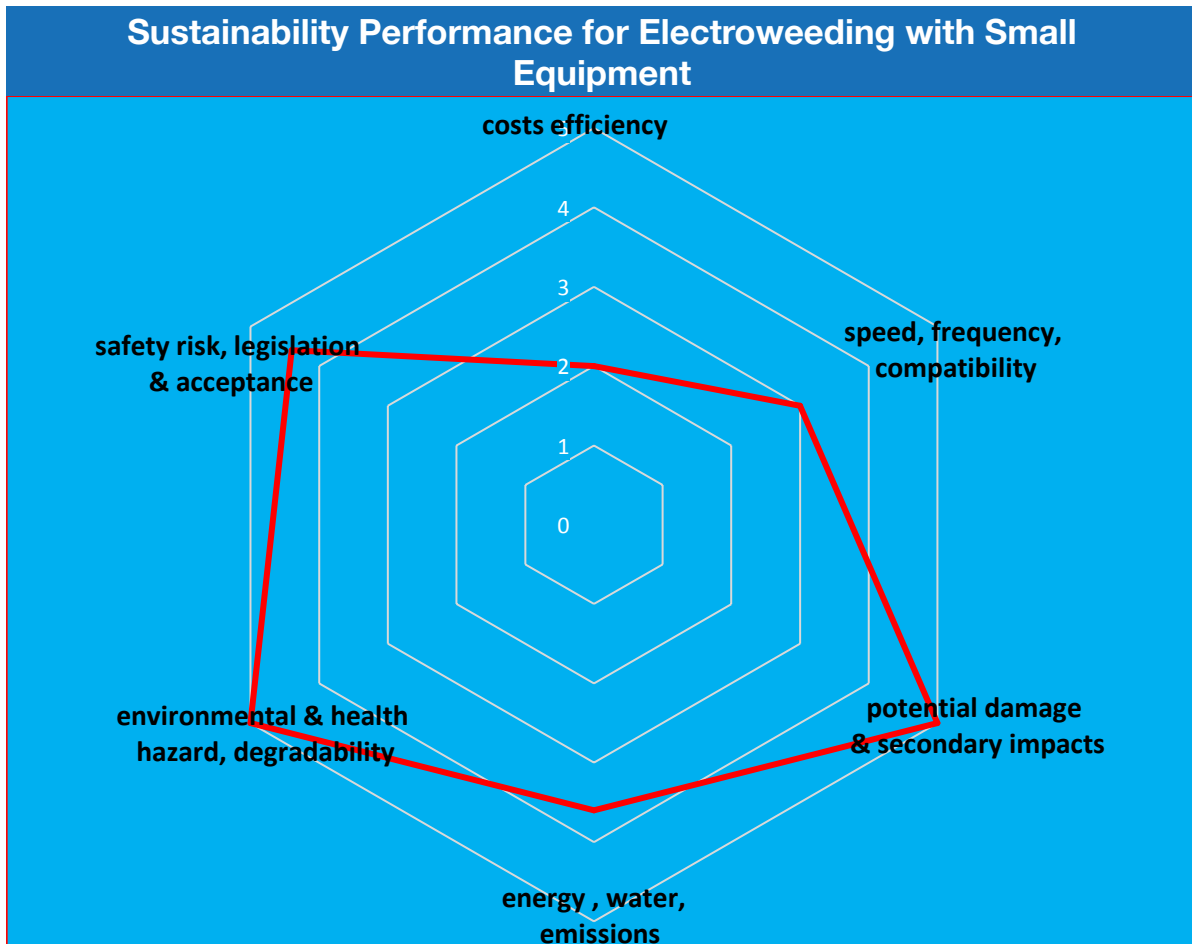 Sustainability Performance for Electroweeding with Small
Equipment
costs efficiency
5
4
3
2
1
0
speed, frequency,
compatibility
potential damage
& secondary impacts
energy , water,
emissions
environmental & health
hazard, degradability
safety risk, legislation
& acceptance